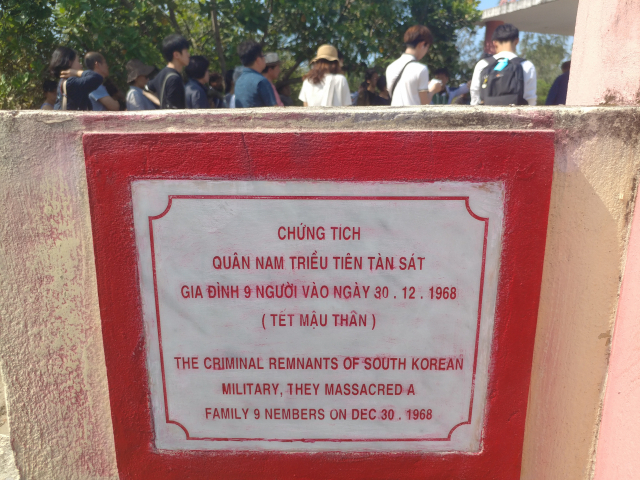 CHỨNG TICH
QUÂN NAM TRIỀU TIÊN TÀN SÁT
GIA ĐÌNH 9 NGƯỜI VÀO NGÀY 30 . 12 . 1968
( TẾT MẬU THÂN )
THE CRIMINAL REMNANTS OF SOUTH KOREAN
MILITARY, THEY MASSACRED A
FAMILY 9 NEMBERS ON DEC 30 . 1968